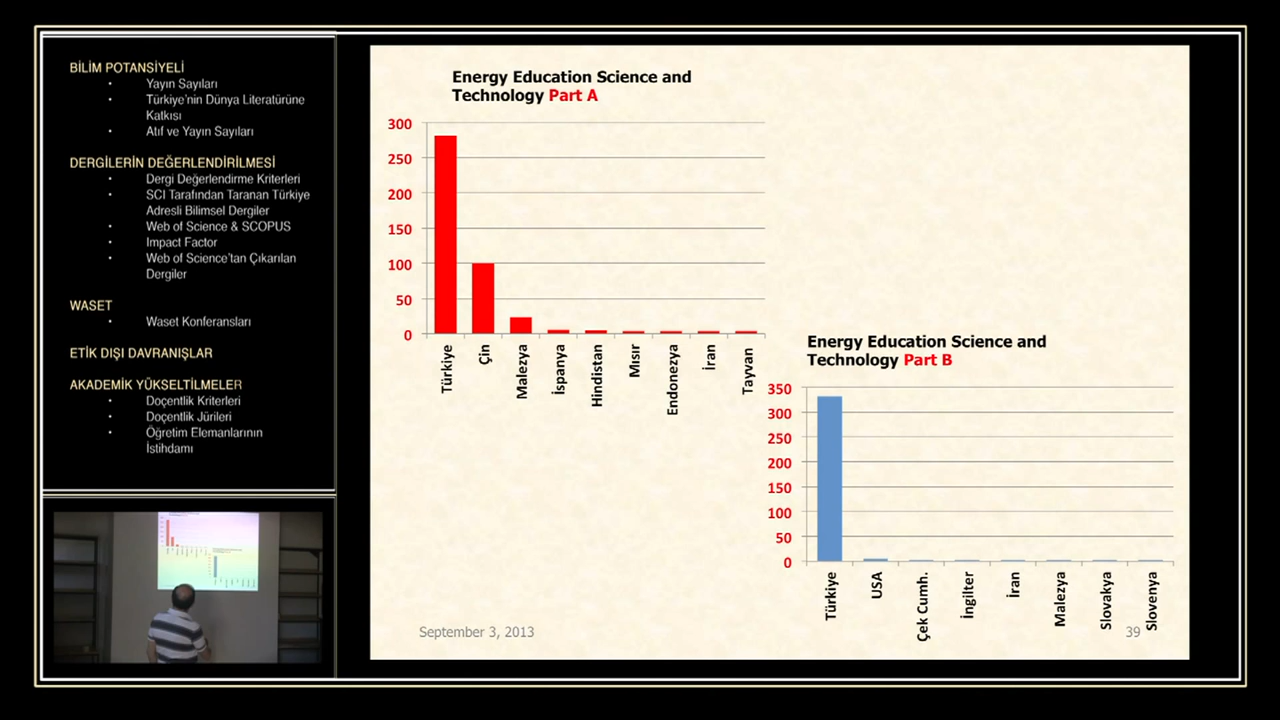 BİLİM POTANSİYELİ
• Yayın Sayıları
• Türkiye'nin Dünya Literatürüne
Katkısı
• Atıf ve Yayın Sayıları
DERGİLERİN DEĞERLENDİRİLMESİ
• Dergi Değerlendirme Kriterleri
• SCI Tarafından Taranan Türkiye
Adresli Bilimsel Dergiler
• Web of Science & SCOPUS
• Impact Factor
• Web of Science'tan Çıkarılan
Dergiler
WASET
• Waset Konferansları
ETİK DIŞI DAVRANIŞLAR
AKADEMİK YÜKSELTİLMELER
• Doçentlik Kriterleri
• Doçentlik Jürileri
• Öğretim Elemanlarının
İstihdamı
Energy Education Science and
Technology Part A
300
250
200
150
100
50
0
Türkiye
Çin
Malezya
İspanya
Hindistan
Mısır
Endonezya
İran
Tayvan
Energy Education Science and
Technology Part B
350
300
250
200
150
100
50
0
Türkiye
USA
Çek Cumh.
İngilter
İran
Malezya
Slovakya
Slovenya
September 3, 2013
39